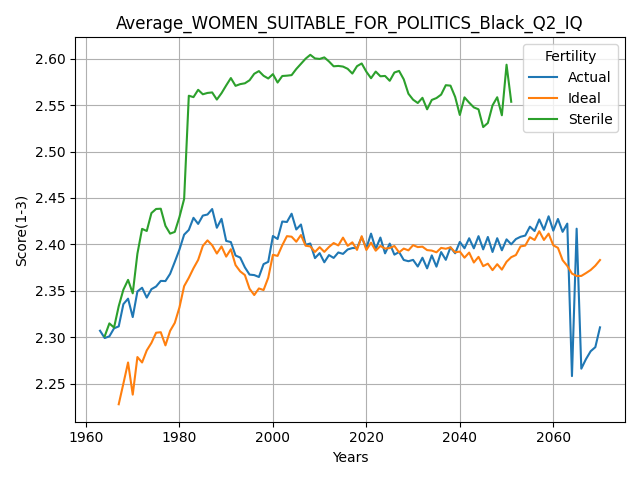 Average_WOMEN_SUITABLE_FOR_POLITICS_Black_Q2_IQ
Fertility
Actual
Ideal
Sterile
Score(1-3)
2.60
2.55
2.50
2.45
2.40
2.35
2.30
2.25
1960 1980 2000 2020 2040 2060
Years